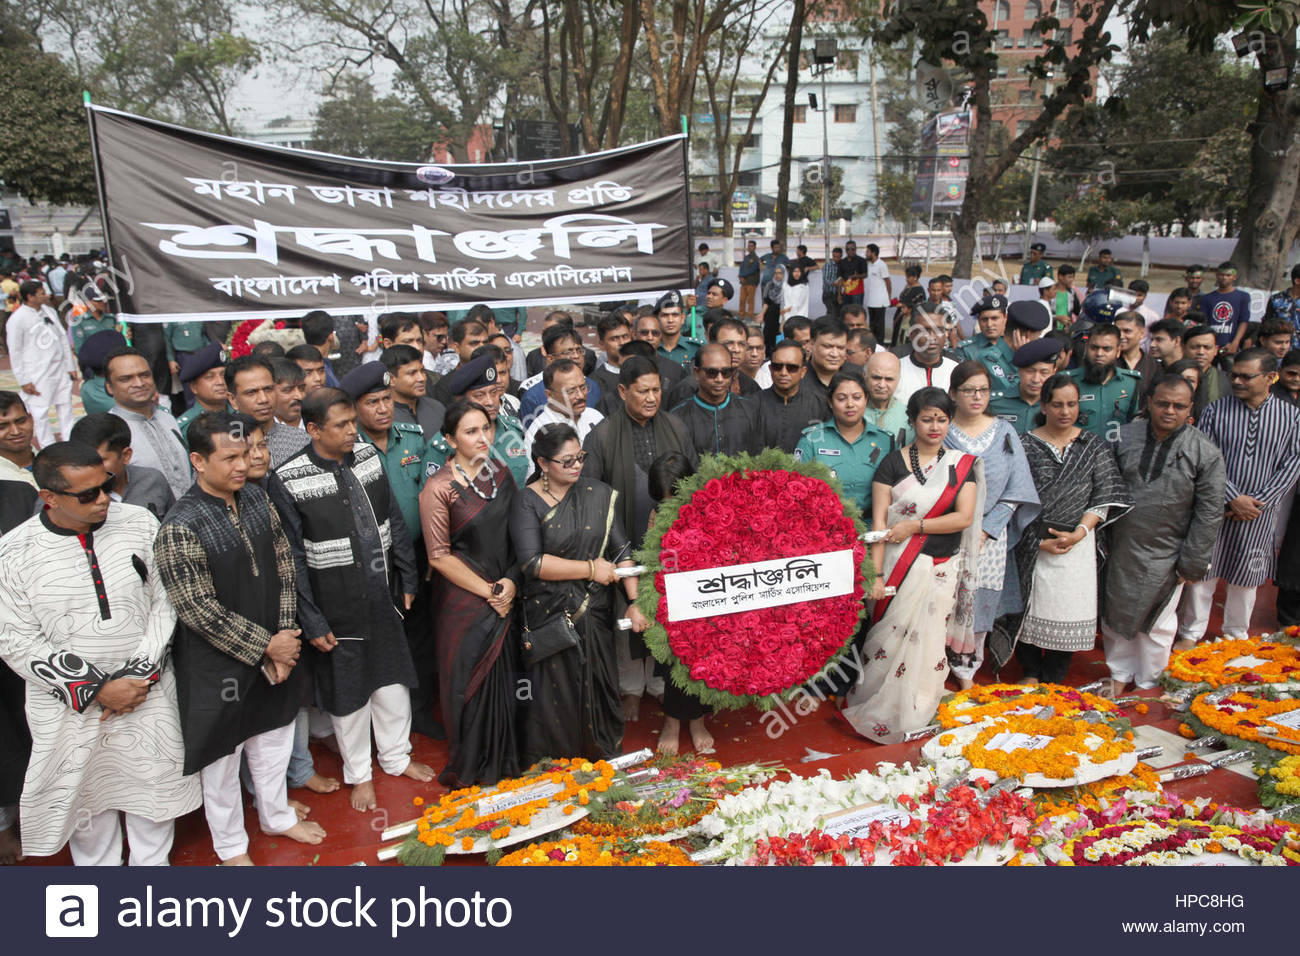 মহান ভাষা শহীদদের প্রতি
শ্রদ্ধাঞ্জলি
বাংলাদেশ পুলিশ সার্ভিস এসোসিয়েশন
শ্রদ্ধাঞ্জলি
বাংলাদেশ পুলিশ সার্ভিস এসোসিয়েশন
a alamy stock photo
HPC8HG
www.alamy.com